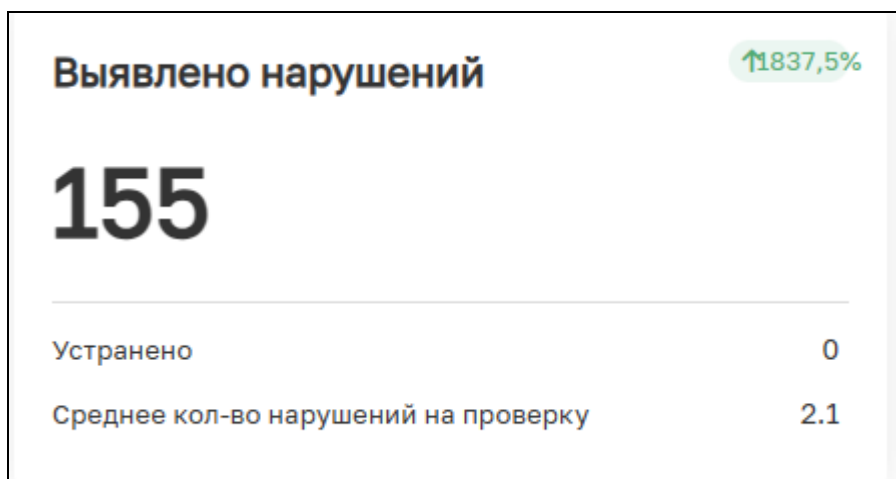 Выявлено нарушений
↑1837,5%
155
Устранено 0
Среднее кол-во нарушений на проверку 2.1